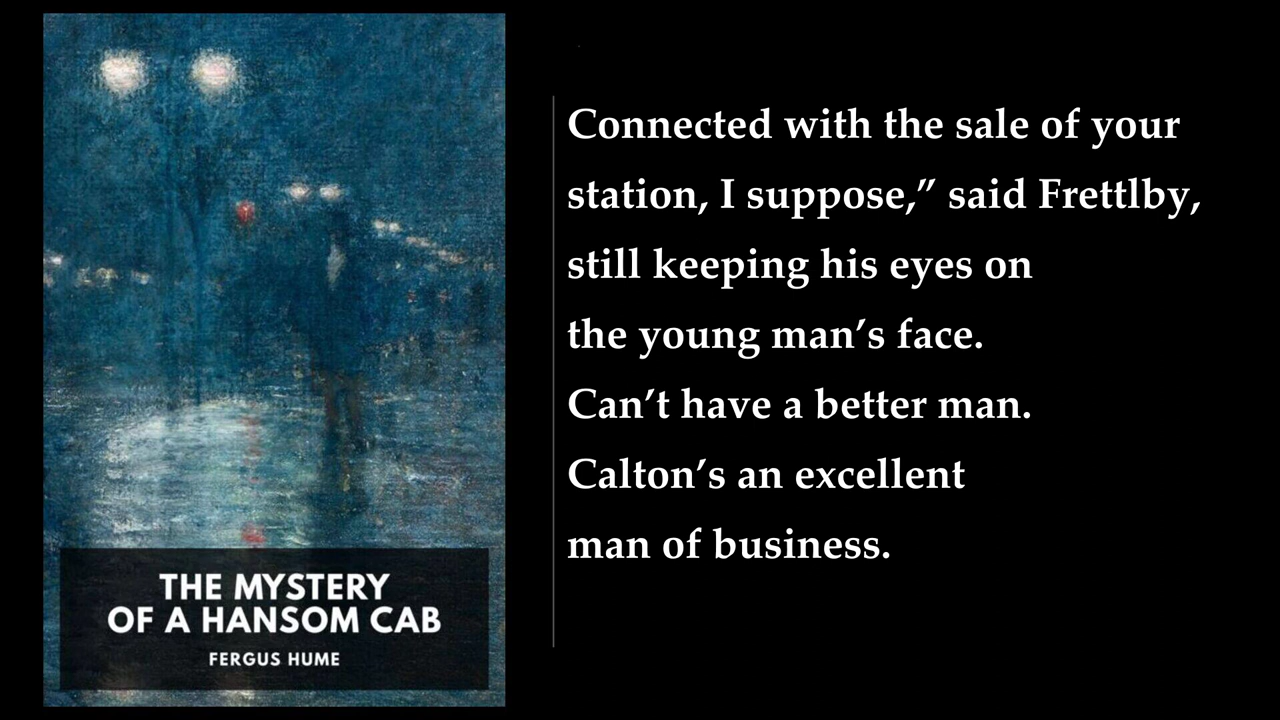 THE MYSTERY
OF A HANSOM CAB
FERGUS HUME
Connected with the sale of your
station, I suppose,” said Frettlby,
still keeping his eyes on
the young man’s face.
Can’t have a better man.
Calton’s an excellent
man of business.